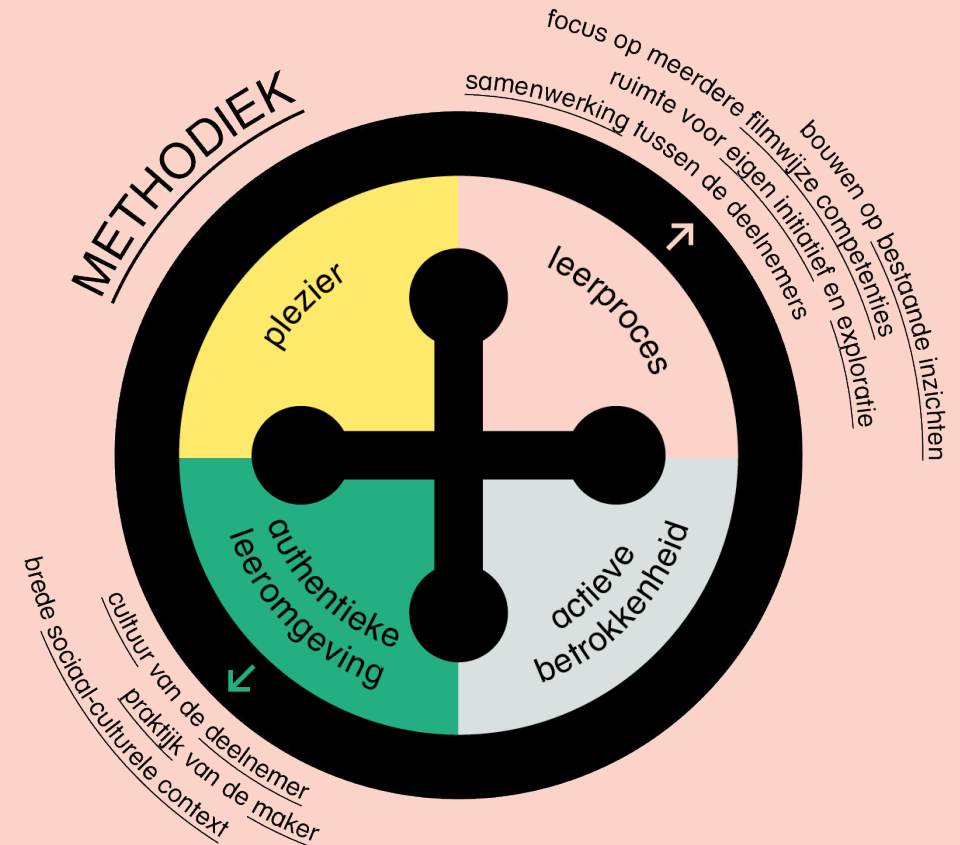 METHODIEK
focus op meerdere filmwijze competenties
bouwen op bestaande inzichten
ruimte voor eigen initiatief en exploratie
samenwerking tussen de deelnemers
plezier
leerproces
authentieke
leeromgeving
actieve
betrokkenheid
cultuur van de deelnemer
praktijk van de maker
brede sociaal-culturele context